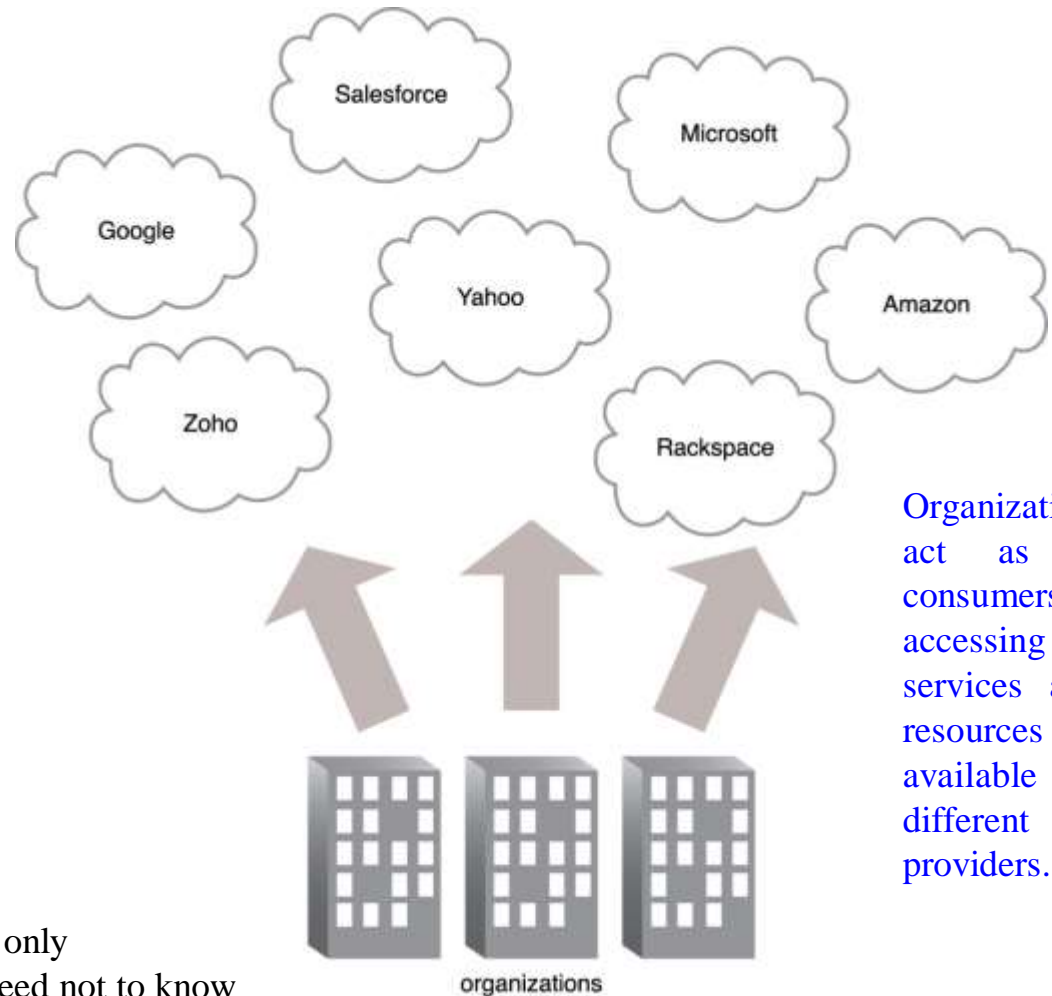 Salesforce
Microsoft
Google
Yahoo
Amazon
Zoho
Rackspace
act as
consumers
accessing
services
resources
available
different
providers.
only
eed not to know
organizations